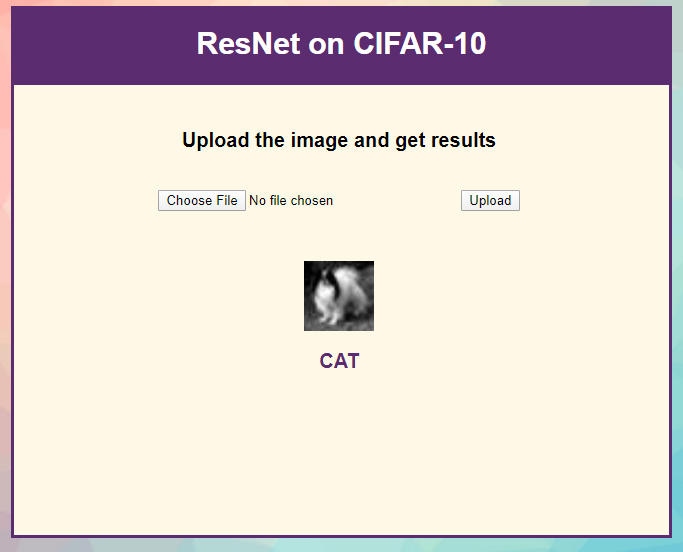 ResNet on CIFAR-10
Upload the image and get results
Choose File No file chosen Upload
CAT